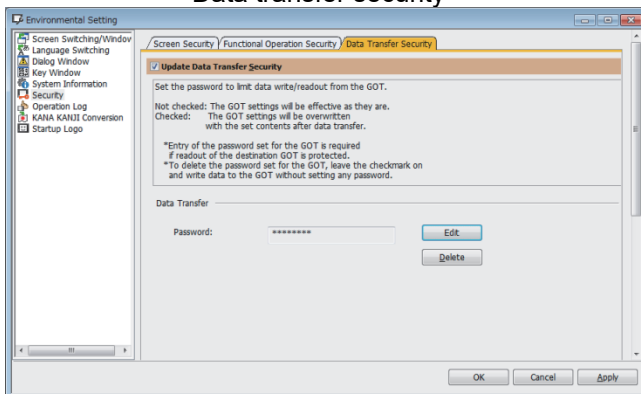 Data transfer security
Environmental Setting
Screen Switching/Windov
Language Switching
Dialog Window
Key Window
System Information
Security
Operation Log
KANA KANJI Conversion
Startup Logo
Screen Security
Functional Operation Security
Data Transfer Security
Update Data Transfer Security
Set the password to limit data write/readout from the GOT.
Not checked: The GOT settings will be effective as they are.
Checked: The GOT settings will be overwritten
with the set contents after data transfer.
*Entry of the password set for the GOT is required
if readout of the destination GOT is protected.
*To delete the password set for the GOT, leave the checkmark on
and write data to the GOT without setting any password.
Data Transfer
Password: ******** Edit
Delete
OK Cancel Apply